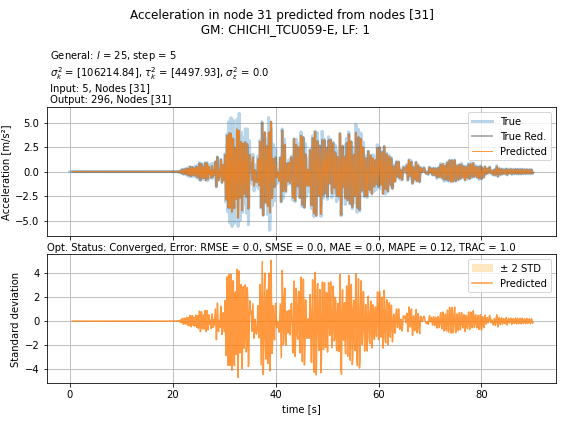 Acceleration in node 31 predicted from nodes [31]
GM: CHICHI_TCU059-E, LF: 1
General: l = 25, step = 5
σ²ₖ = [106214.84], τ²ₖ = [4497.93], σ²ε = 0.0
Input: 5, Nodes [31]
Output: 296, Nodes [31]
Acceleration [m/s²]
5.0
2.5
0.0
−2.5
−5.0
True
True Red.
Predicted
Opt. Status: Converged, Error: RMSE = 0.0, SMSE = 0.0, MAE = 0.0, MAPE = 0.12, TRAC = 1.0
Standard deviation
4
2
0
−2
−4
± 2 STD
Predicted
0 20 40 60 80
time [s]